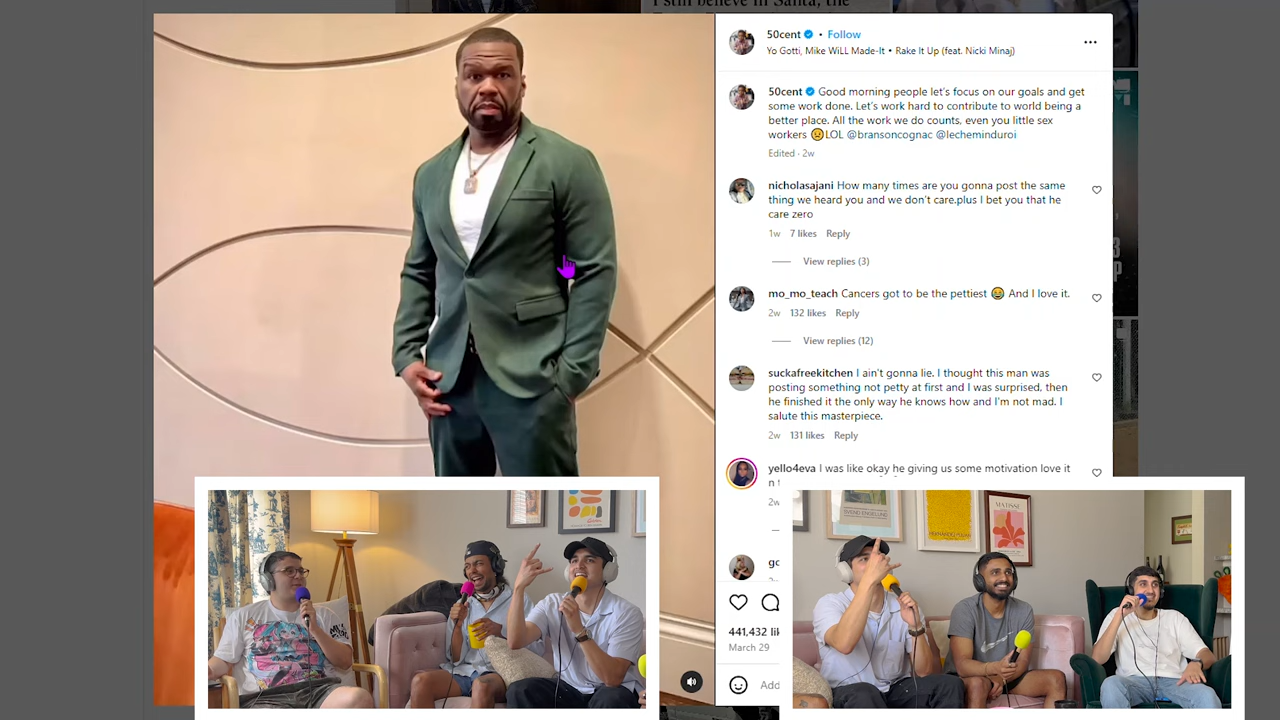 I still believe in Santa, the
50cent • Follow
Yo Gotti, Mike WiLL Made-It • Rake It Up (feat. Nicki Minaj)
50cent Good morning people let's focus on our goals and get
some work done. Let's work hard to contribute to world being a
better place. All the work we do counts, even you little sex
workers 😣LOL @bransoncognac @lecheminduroi
Edited · 2w
nicholasajani How many times are you gonna post the same
thing we heard you and we don't care.plus I bet you that he
care zero
1w 7 likes Reply
View replies (3)
mo_mo_teach Cancers got to be the pettiest 😂 And I love it.
2w 132 likes Reply
View replies (12)
suckafreekitchen I ain't gonna lie. I thought this man was
posting something not petty at first and I was surprised, then
he finished it the only way he knows how and I'm not mad. I
salute this masterpiece.
2w 131 likes Reply
yello4eva I was like okay he giving us some motivation love it
2w
441,432
March 29
Add
MATISSE